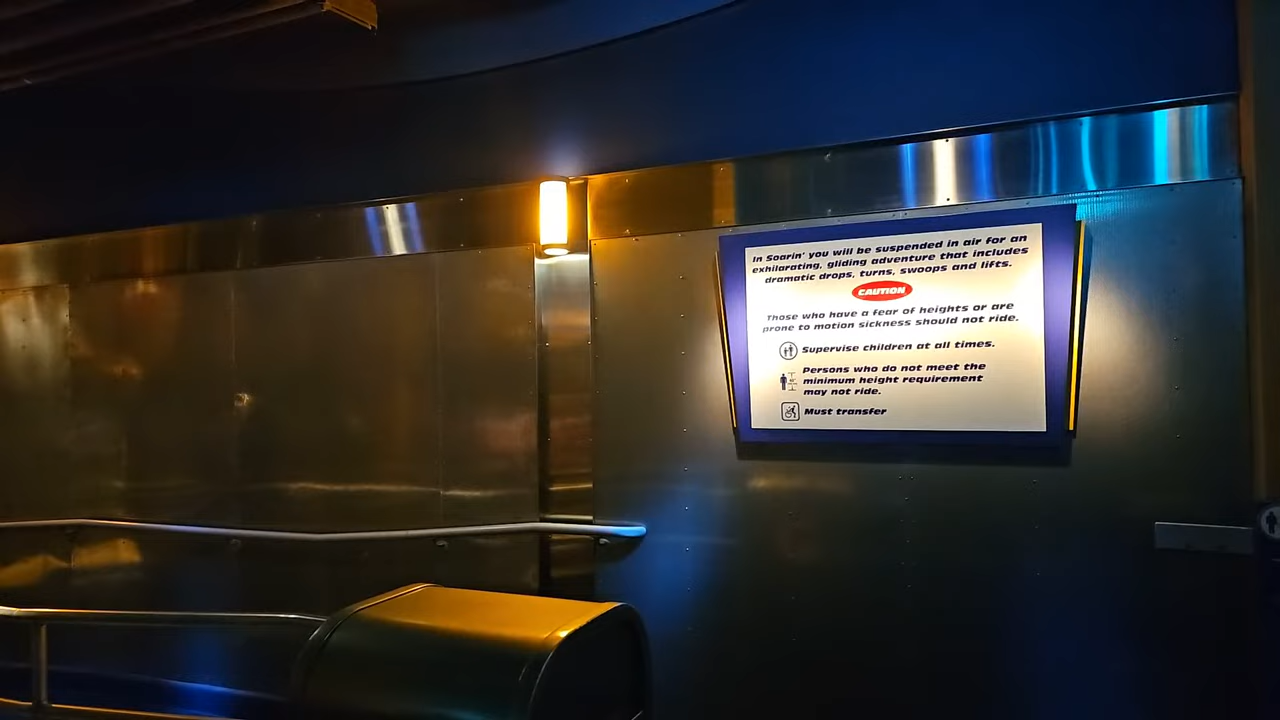 In Soarin' you will be suspended in air for an
exhilarating, gliding adventure that includes
dramatic drops, turns, swoops and lifts.
CAUTION
Those who have a fear of heights or are
prone to motion sickness should not ride.
Supervise children at all times.
Persons who do not meet the
minimum height requirement
may not ride.
Must transfer